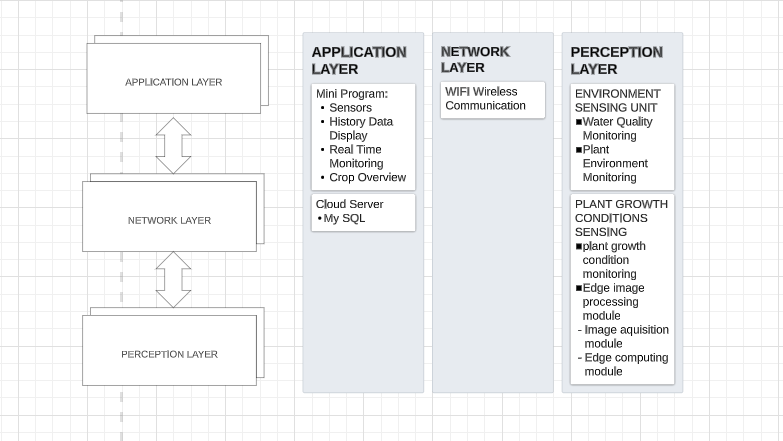 APPLICATION LAYER
NETWORK LAYER
PERCEPTION LAYER
APPLICATION
LAYER
Mini Program:
• Sensors
• History Data
Display
• Real Time
Monitoring
• Crop Overview
Cloud Server
• My SQL
NETWORK
LAYER
WIFI Wireless
Communication
PERCEPTION
LAYER
ENVIRONMENT
SENSING UNIT
■Water Quality
Monitoring
■Plant
Environment
Monitoring
PLANT GROWTH
CONDITIONS
SENSING
■plant growth
condition
monitoring
■Edge image
processing
module
- Image aquisition
module
- Edge computing
module